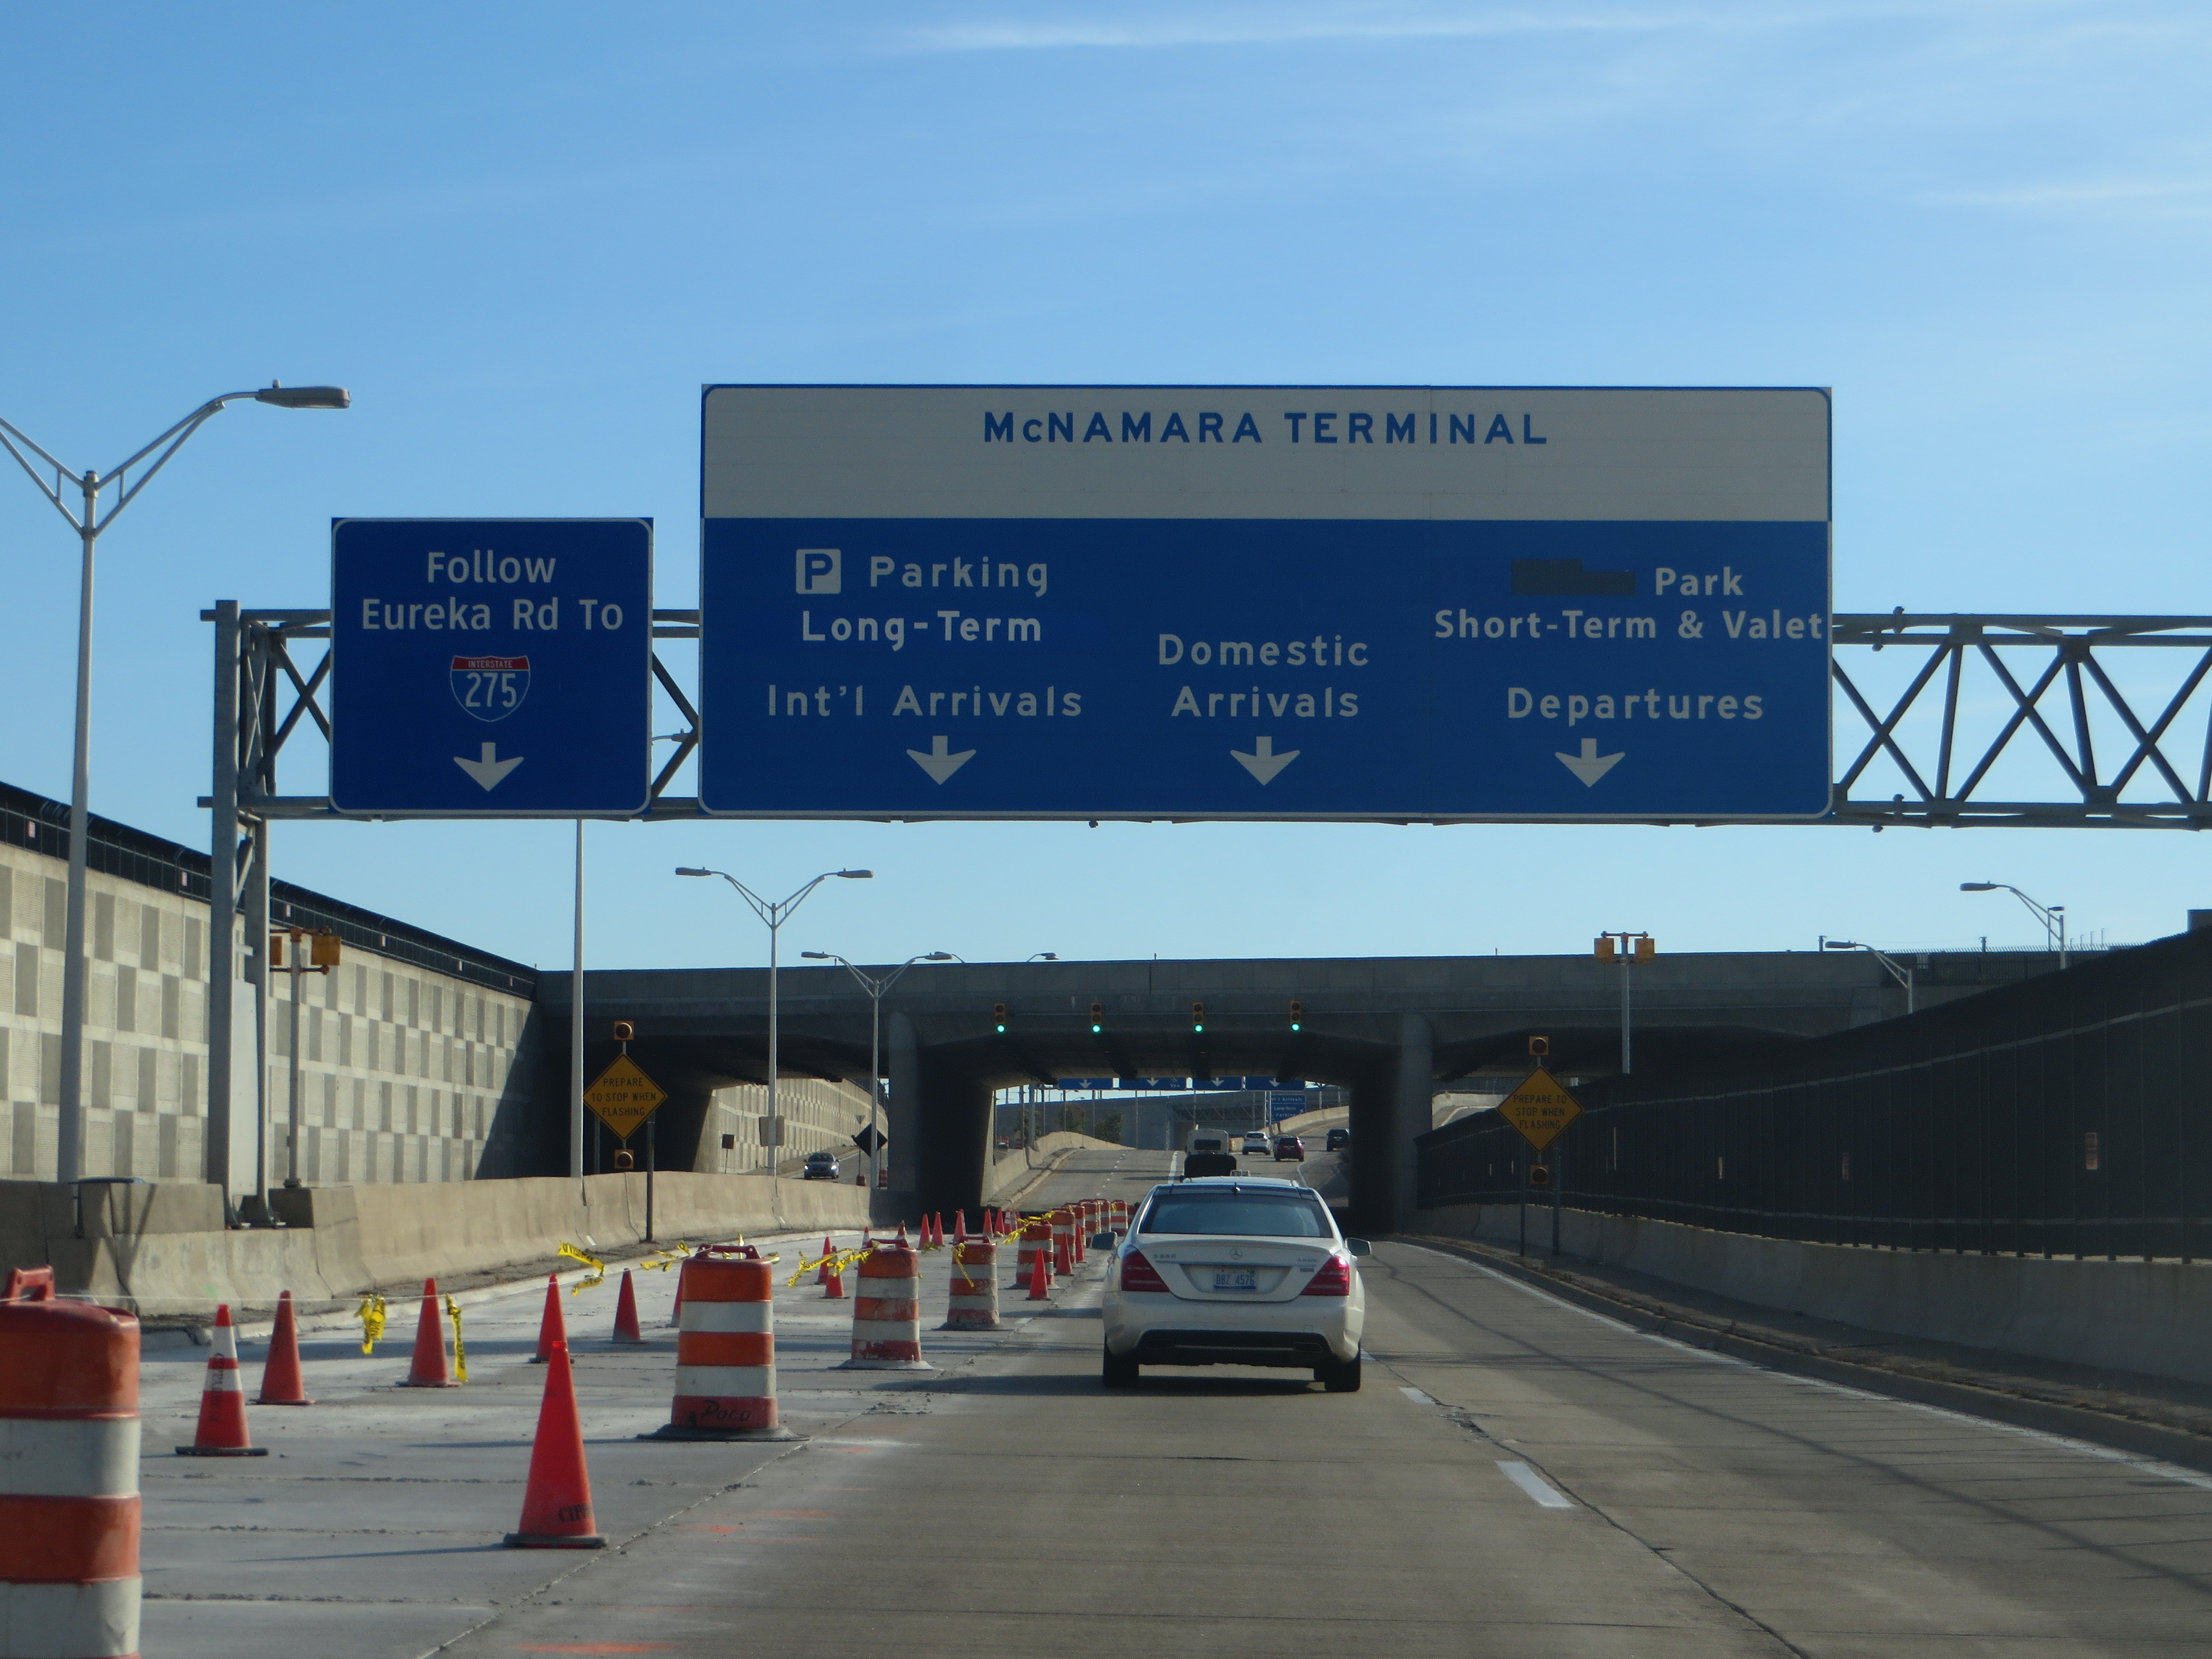 McNAMARA TERMINAL
Follow
Eureka Rd To
INTERSTATE
275
P Parking
Long-Term
Int'l Arrivals
Domestic
Arrivals
Park
Short-Term & Valet
Departures
PREPARE
TO STOP WHEN
FLASHING
PREPARE TO
STOP WHEN
FLASHING
Poco